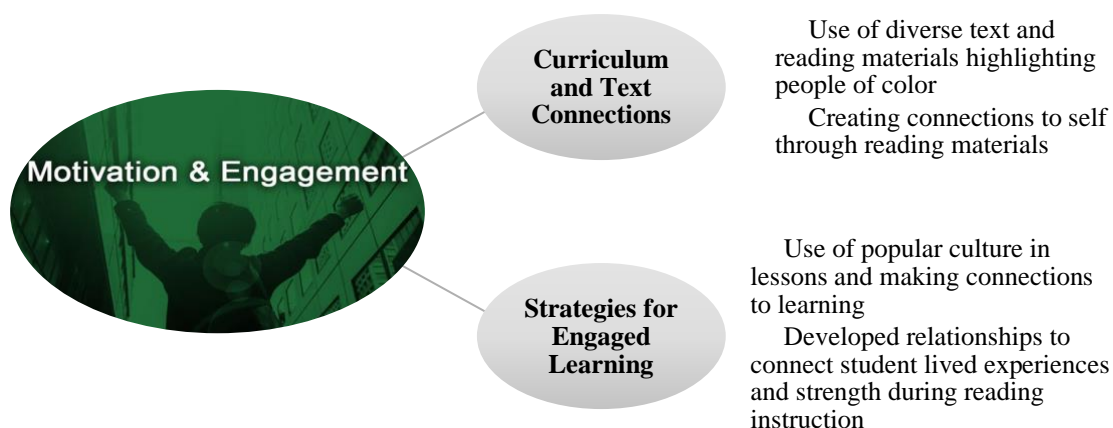 Motivation & Engagement
Curriculum
and Text
Connections
Use of diverse text and
reading materials highlighting
people of color
Creating connections to self
through reading materials
Strategies for
Engaged
Learning
Use of popular culture in
lessons and making connections
to learning
Developed relationships to
connect student lived experiences
and strength during reading
instruction